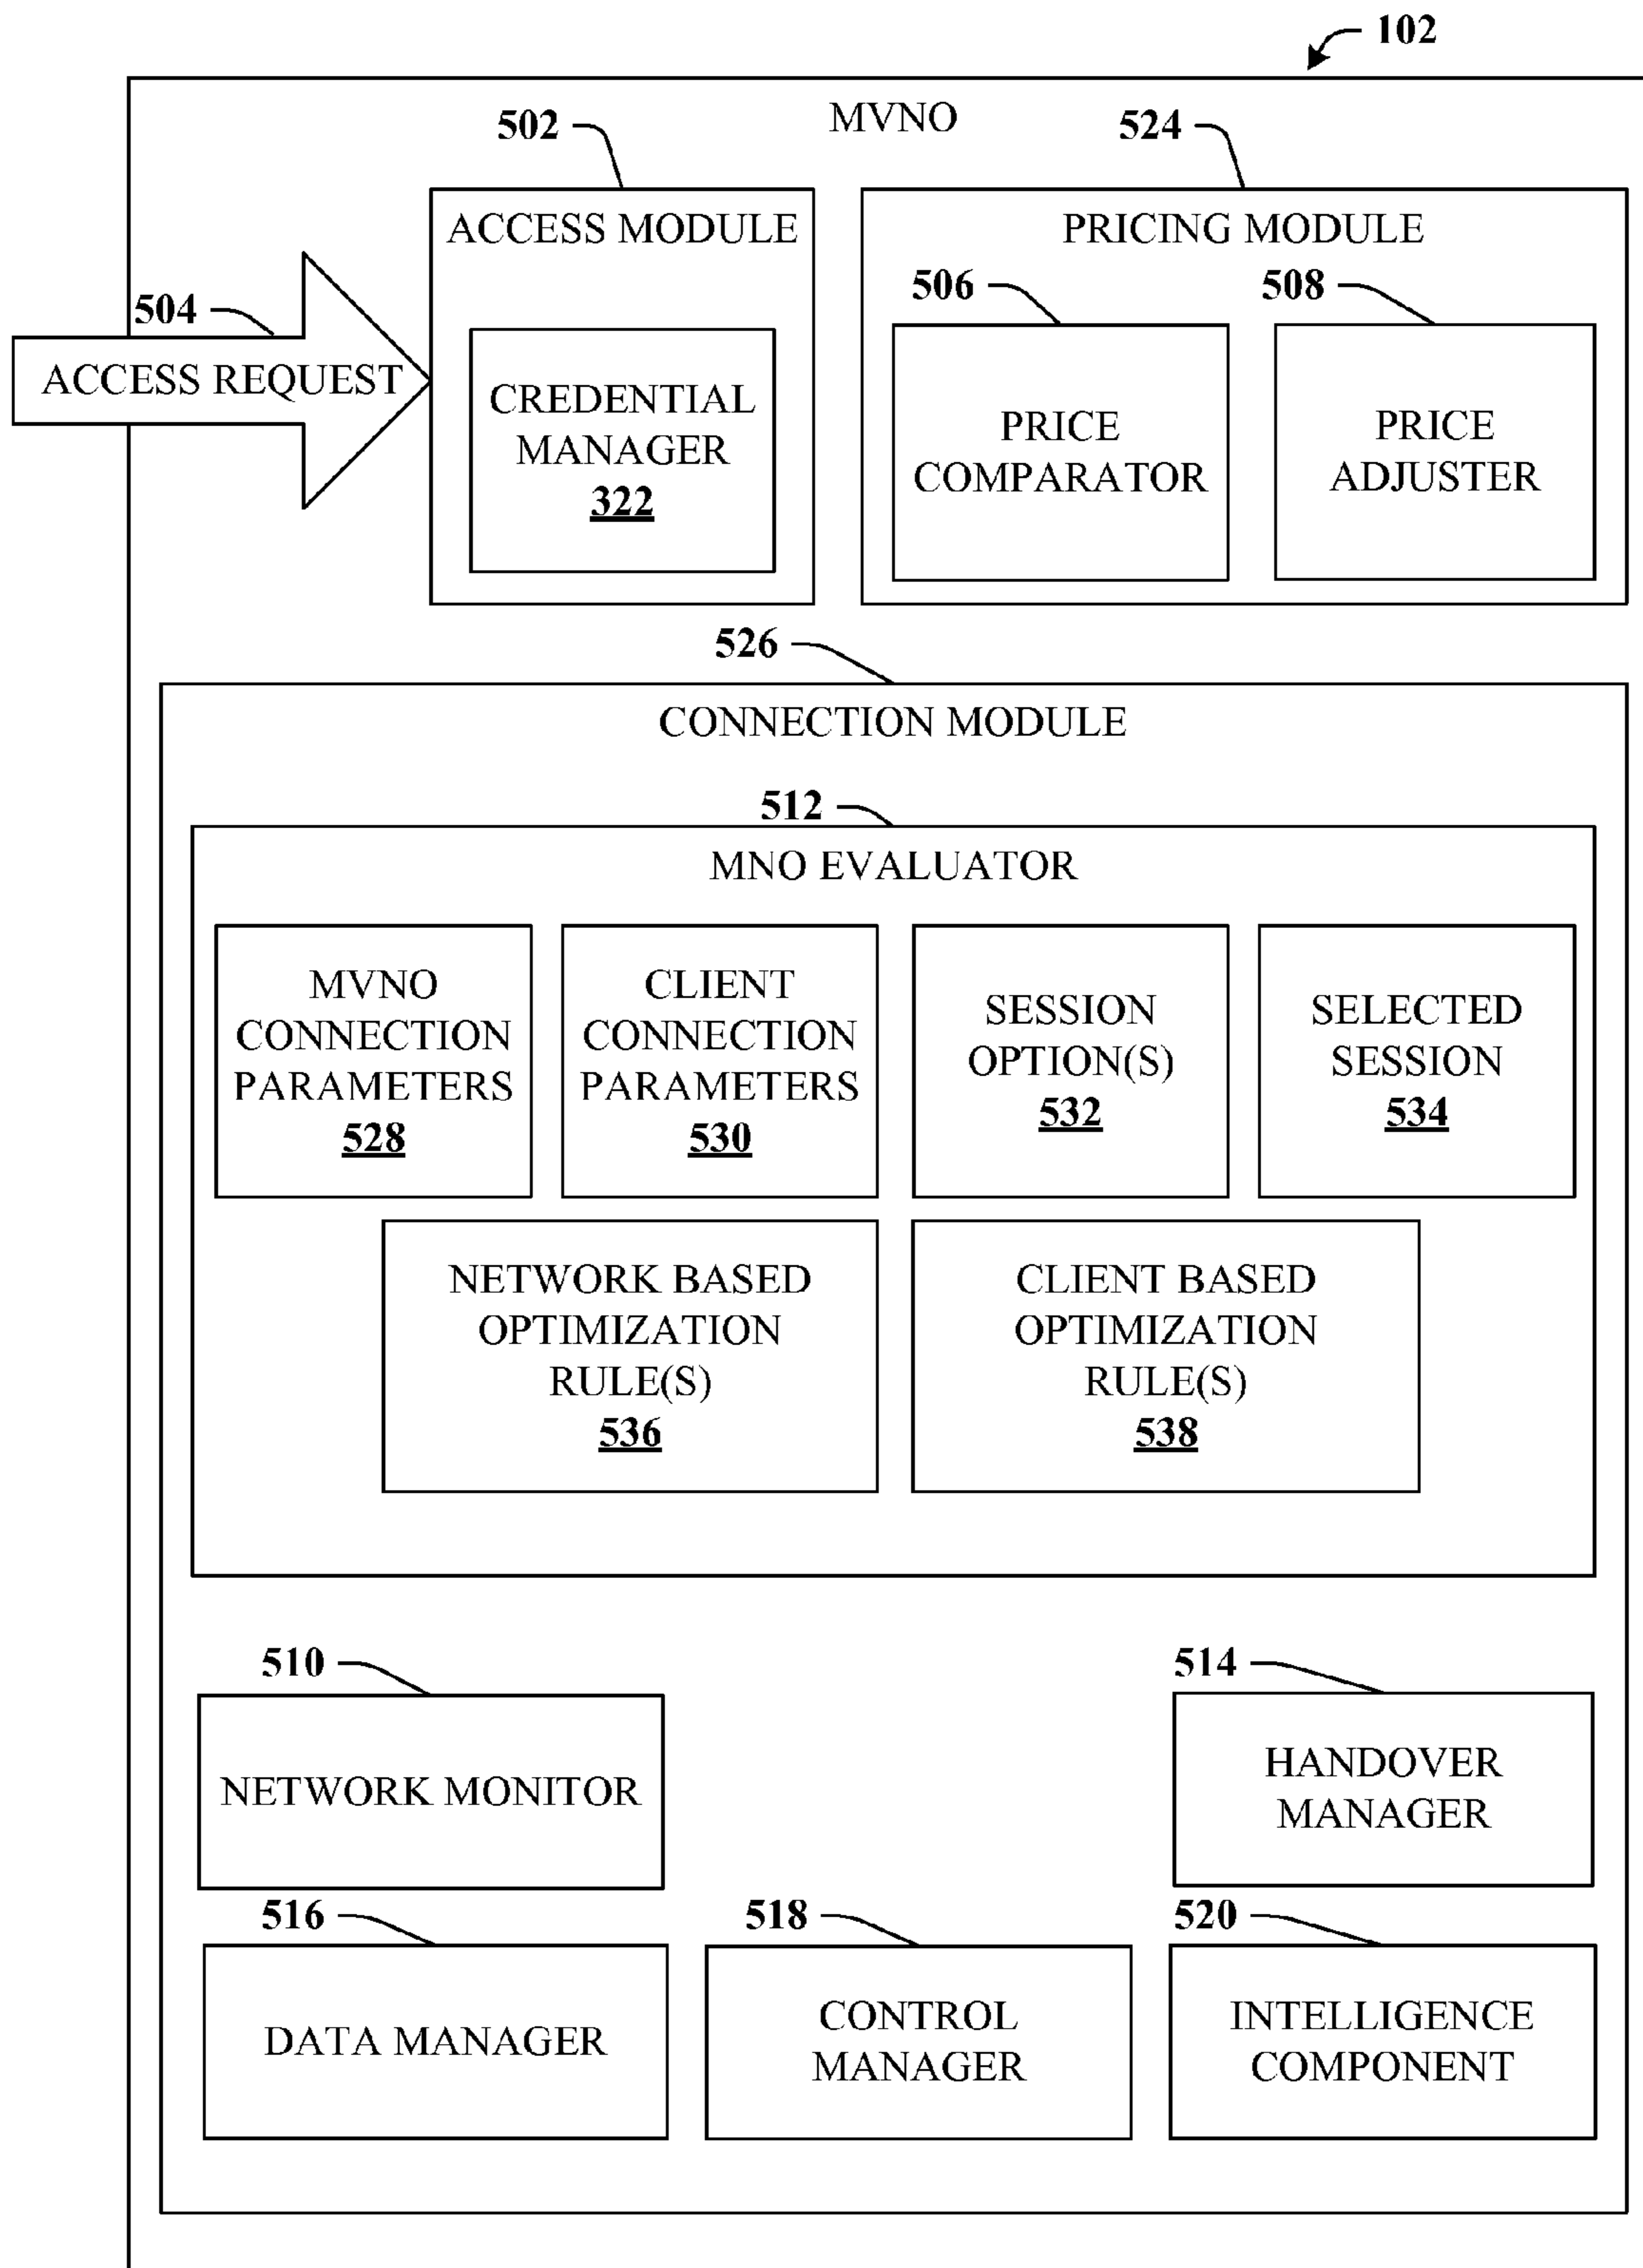 102
MVNO
502
524
ACCESS MODULE
PRICING MODULE
504
506
508
ACCESS REQUEST
CREDENTIAL
MANAGER
322
PRICE
COMPARATOR
PRICE
ADJUSTER
526
CONNECTION MODULE
512
MNO EVALUATOR
MVNO
CONNECTION
PARAMETERS
528
CLIENT
CONNECTION
PARAMETERS
530
SESSION
OPTION(S)
532
SELECTED
SESSION
534
NETWORK BASED
OPTIMIZATION
RULE(S)
536
CLIENT BASED
OPTIMIZATION
RULE(S)
538
510
514
NETWORK MONITOR
HANDOVER
MANAGER
516
518
520
DATA MANAGER
CONTROL
MANAGER
INTELLIGENCE
COMPONENT